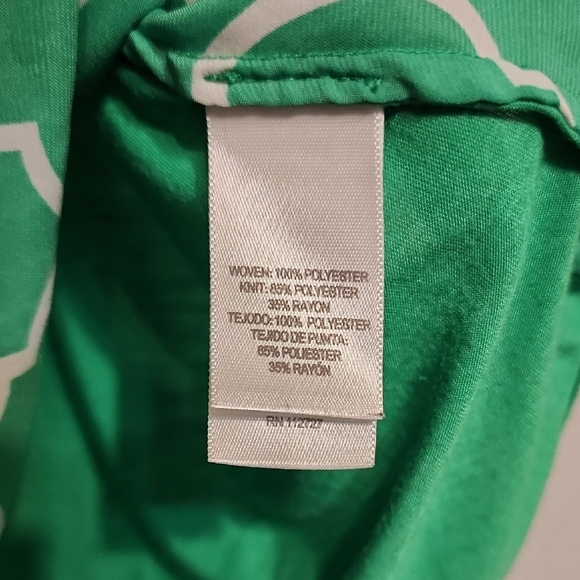 WOVEN: 100% POLYESTER
KNIT: 65% POLYESTER
35% RAYON
TEJODO: 100% POLYESTER
TEJIDO DE PUNTA:
65% POLIESTER
35% RAYÓN
RN 112727